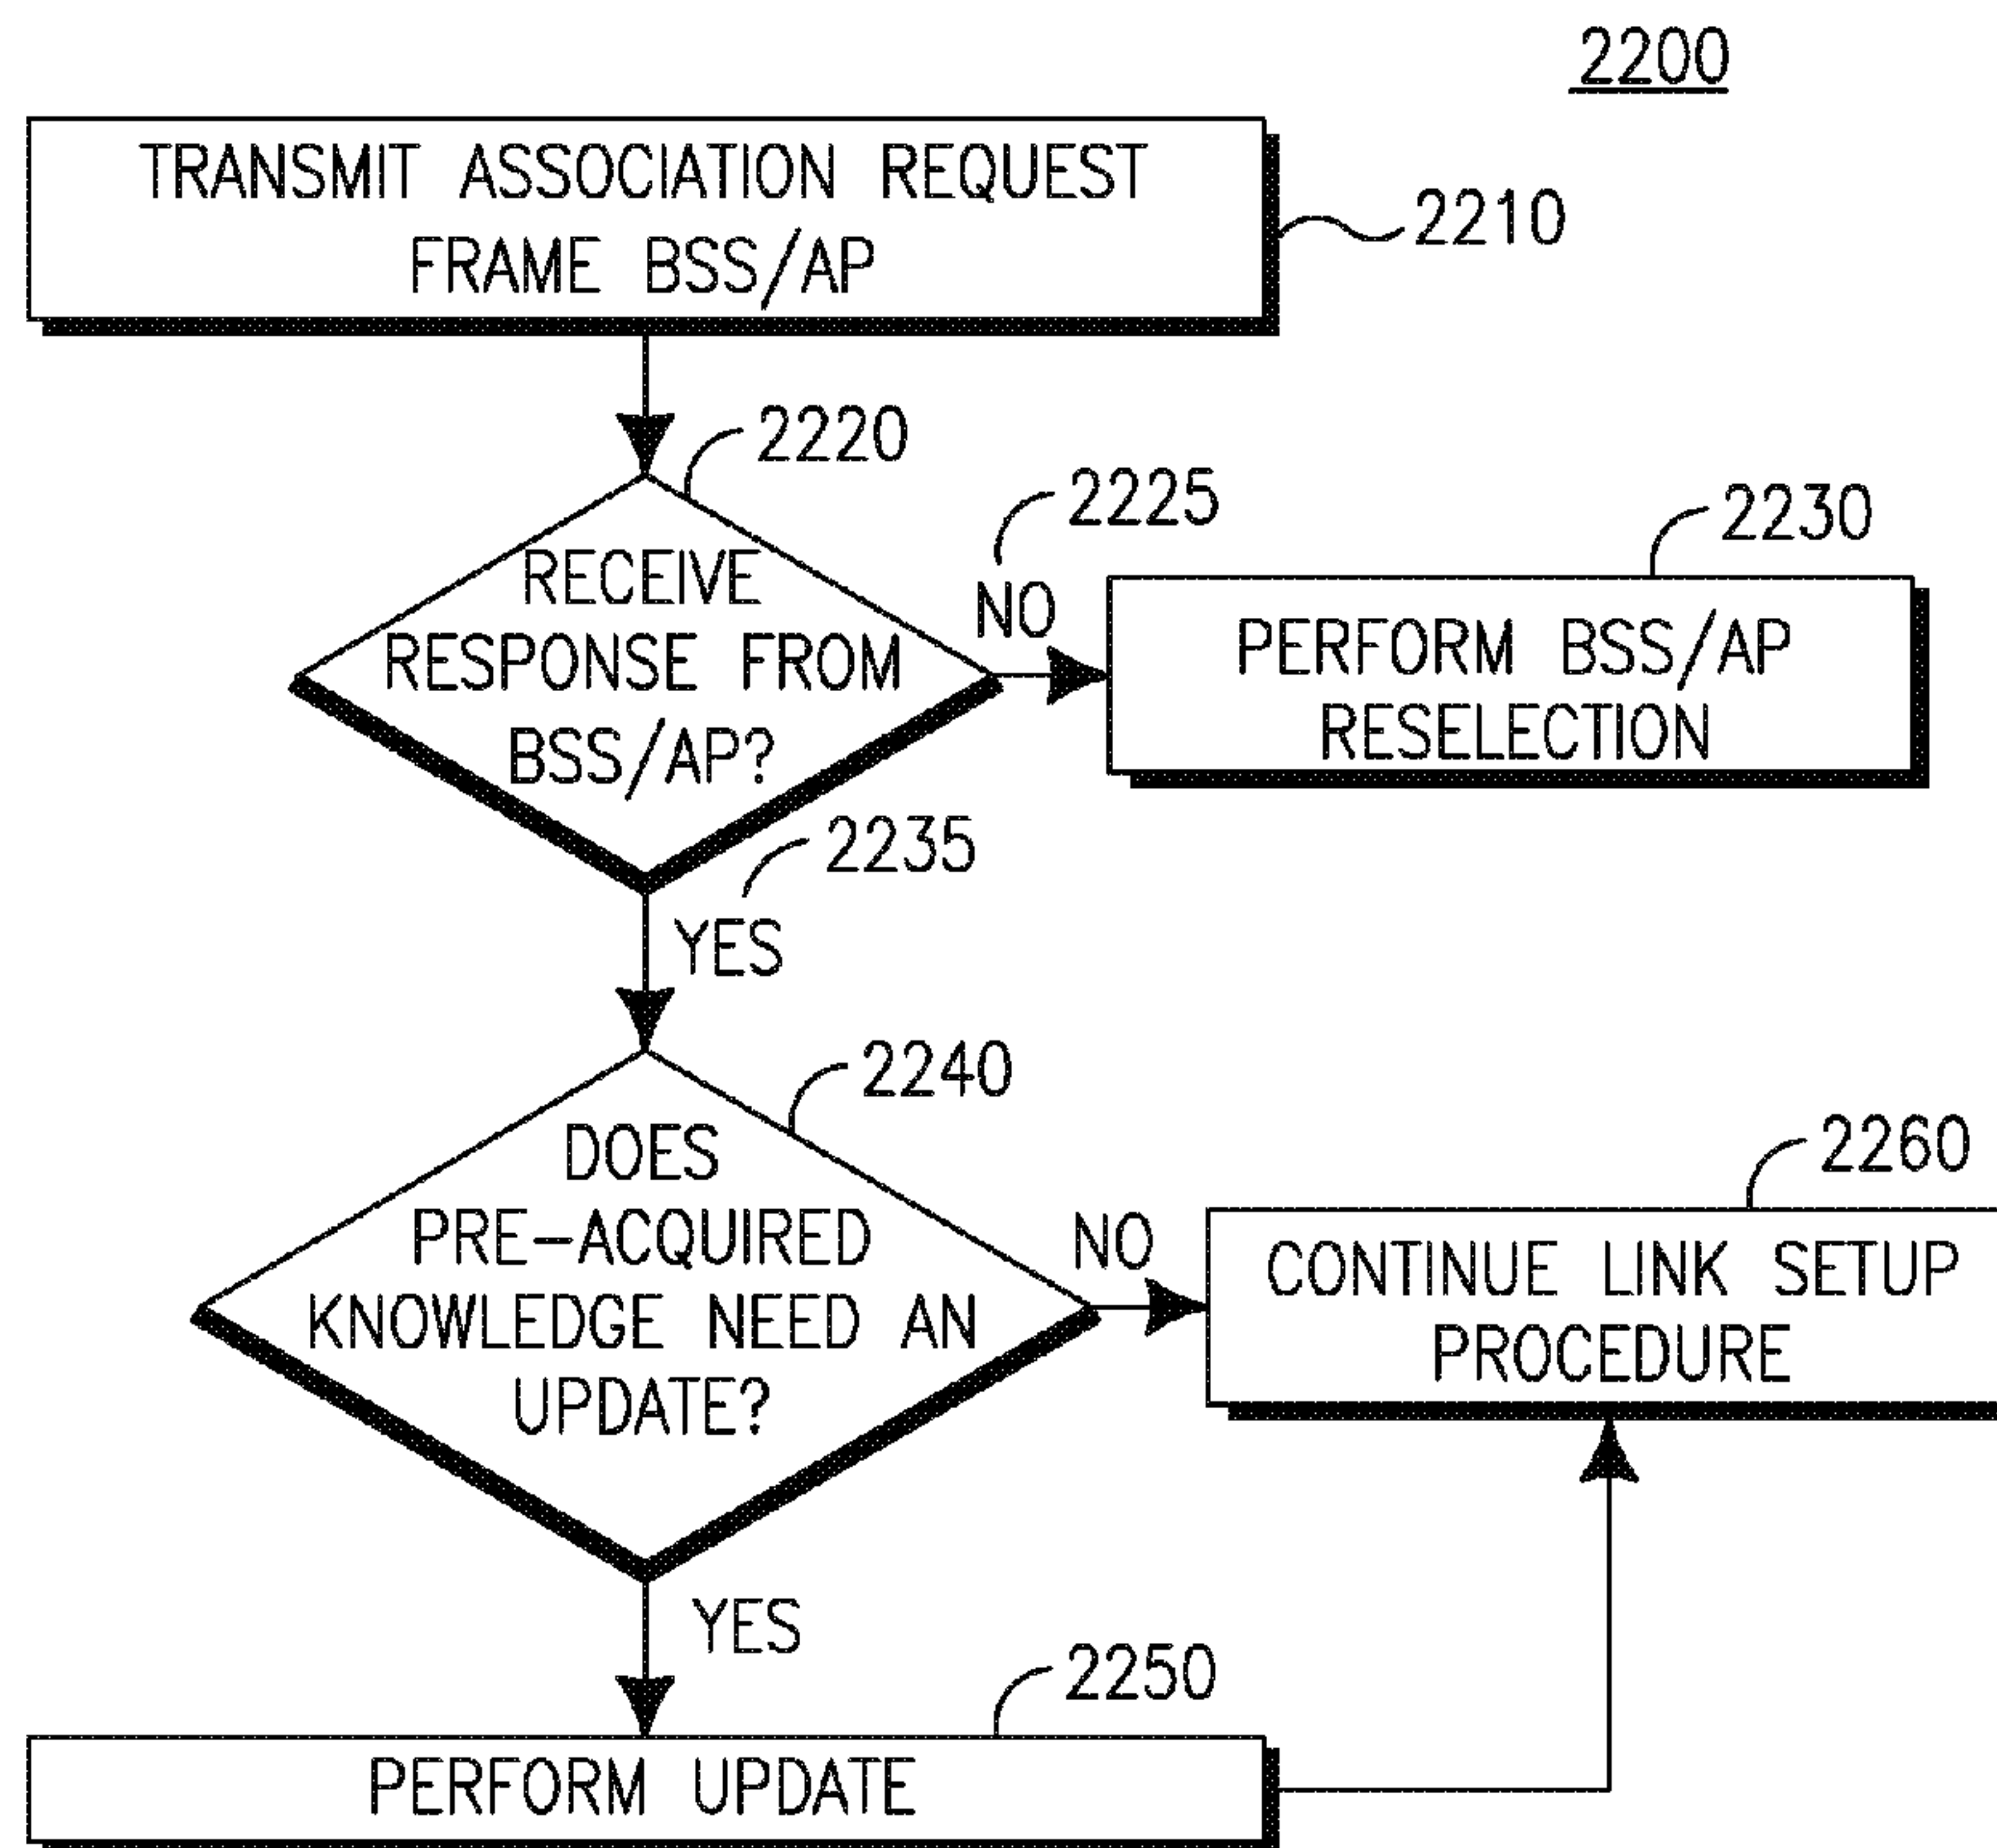 2200
TRANSMIT ASSOCIATION REQUEST
FRAME BSS/AP
2210
2220
2225
2230
RECEIVE
RESPONSE FROM
BSS/AP?
NO
PERFORM BSS/AP
RESELECTION
2235
YES
2240
DOES
PRE-ACQUIRED
KNOWLEDGE NEED AN
UPDATE?
NO
2260
CONTINUE LINK SETUP
PROCEDURE
YES
2250
PERFORM UPDATE